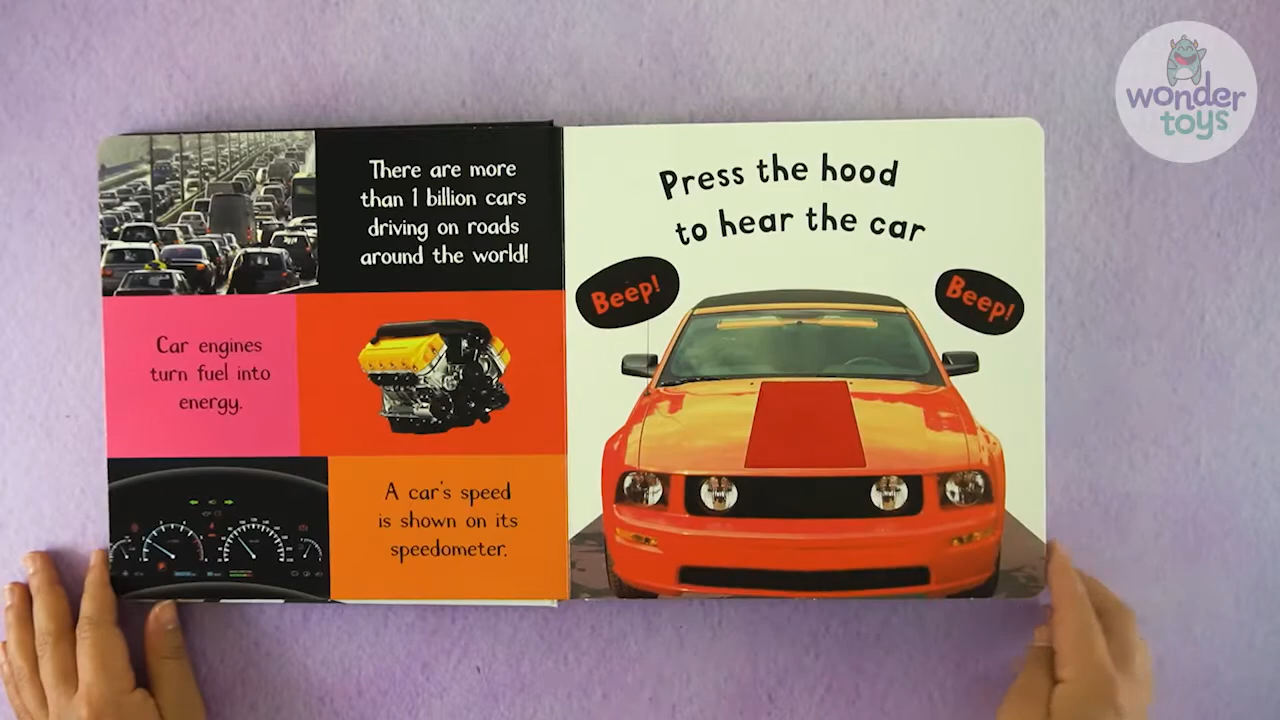 There are more
than 1 billion cars
driving on roads
around the world!
Car engines
turn fuel into
energy.
A car's speed
is shown on its
speedometer.
Press the hood
to hear the car
Beep!
Beep!
wonder
toys